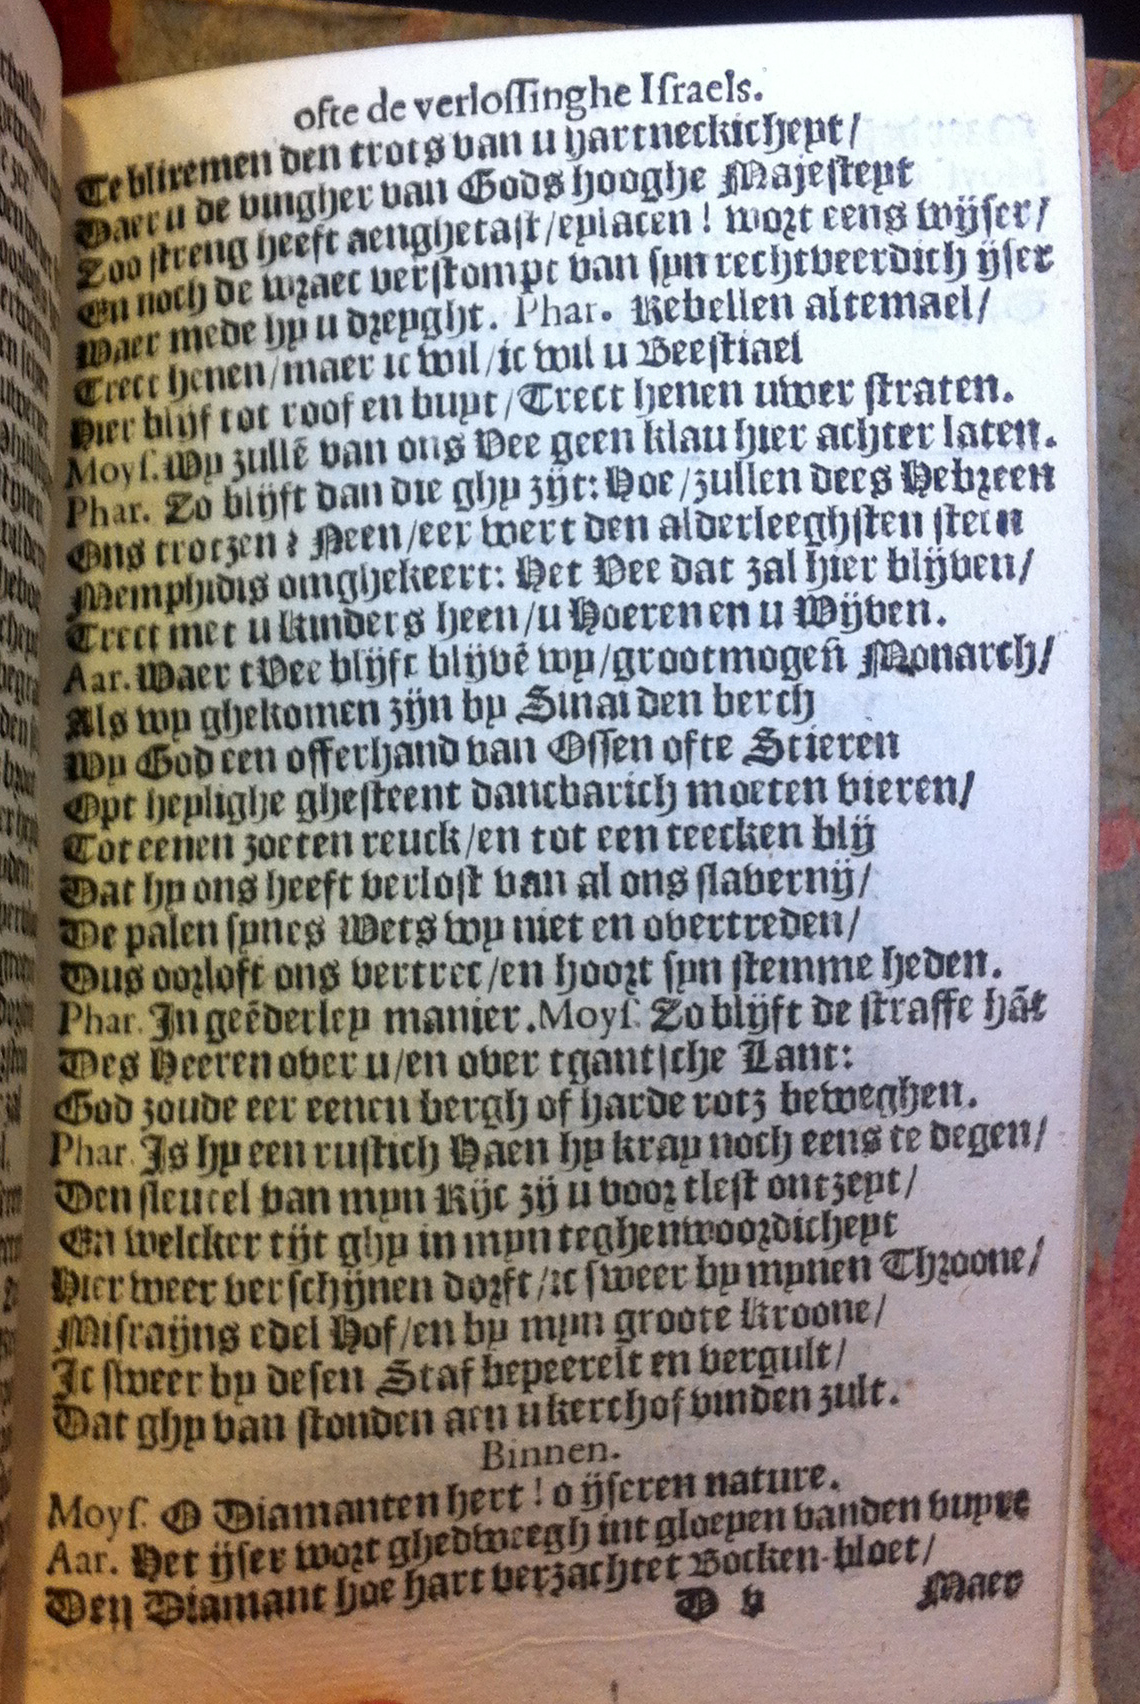 ofte de verlossinghe Israels.
Te blixemen den trots van u hartneckicheyt/
Daer u de vingher van Gods hooghe Majesteyt
Zoo streng heeft aenghetast/eylacen! wort eens wijser/
En noch de wraec verstompt van syn rechtveerdich ijser
Waer mede hy u dreyght. Phar. Rebellen altemael/
Trect henen/maer ic wil/ic wil u Beestiael
Hier blijf tot roof en buyt/Trect henen uwer straten.
Moys. Wy zullē van ons Vee geen klau hier achter laten.
Phar. Zo blijft dan die ghy zijt: Hoe/zullen dees Hebreen
Ons trotzen? Neen/eer wert den alderleeghsten steen
Memphidis omghekeert: Het Vee dat zal hier blijven/
Trect met u kinders heen/u Hoeren en u Wijven.
Aar. Waer tVee blijft blijvē wy/grootmogeñ Monarch/
Als wy ghekomen zijn by Sinai den berch
Wy God een offerhand van Ossen ofte Stieren
Opt heylighe ghesteent dancbarich moeten vieren/
Tot eenen zoeten reuck/en tot een teecken blij
Dat hy ons heeft verlost van al ons slavernij/
De palen synes Wets wy niet en overtreden/
Dus oorloft ons vertrec/en hoort syn stemme heden.
Phar. In geēderley manier. Moys. Zo blijft de straffe hāt
Des Heeren over u/en over tgantsche Lant:
God zoude eer eenen bergh of harde rotz beweghen.
Phar. Is hy een rustich Haen hy kray noch eens te degen/
Den sleutel van myn Rijc zij u voor tlest ontzeyt/
En welcker tijt ghy in myn teghenwoordicheyt
Hier weer verschijnen dorft/ic sweer by mynen Throone/
Misraijns edel Hof/en by myn groote Kroone/
Ic sweer by desen Staf bepeerelt en vergult/
Dat ghy van stonden aen u kerchof vinden zult.
Binnen.
Moys. O Diamanten hert! o ijseren nature.
Aar. Het ijser wort ghedweegh int gloeyen vanden vuyre
Den Diamant hoe hart verzachtet Bocken-bloet/
D v Maer